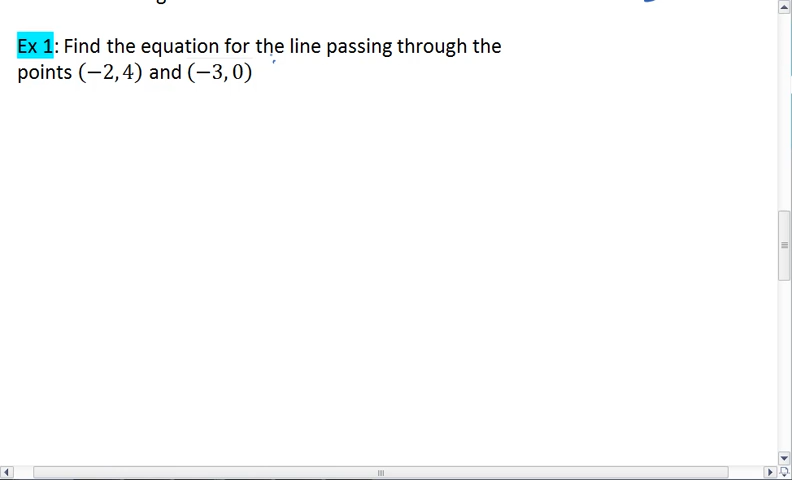 Ex 1: Find the equation for the line passing through the
points (−2, 4) and (−3, 0)